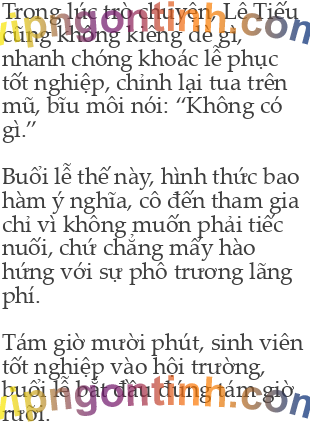 Trong lúc trò chuyện, Lê Tiếu
cũng không kiêng dè gì,
nhanh chóng khoác lễ phục
tốt nghiệp, chỉnh lại tua trên
mũ, bĩu môi nói: “Không có
gì.”
Buổi lễ thế này, hình thức bao
hàm ý nghĩa, cô đến tham gia
chỉ vì không muốn phải tiếc
nuối, chứ chẳng mấy hào
hứng với sự phô trương lãng
phí.
Tám giờ mười phút, sinh viên
tốt nghiệp vào hội trường,
buổi lễ bắt đầu đúng tám giờ
rưỡi.
vipngontinh.com
vipngontinh.com